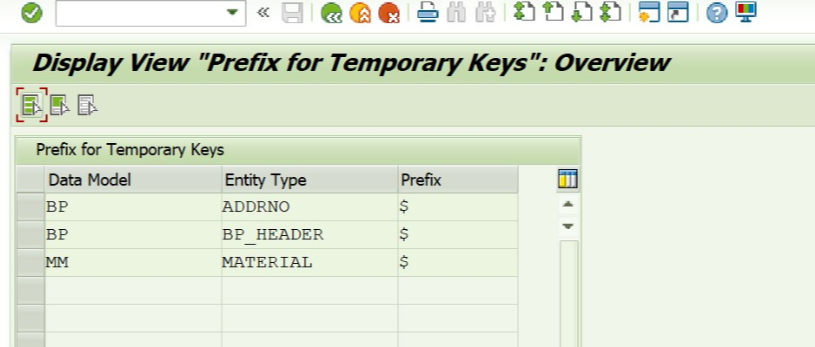 Display View "Prefix for Temporary Keys": Overview
Prefix for Temporary Keys
Data Model Entity Type Prefix
BP ADDRNO $
BP BP_HEADER $
MM MATERIAL $